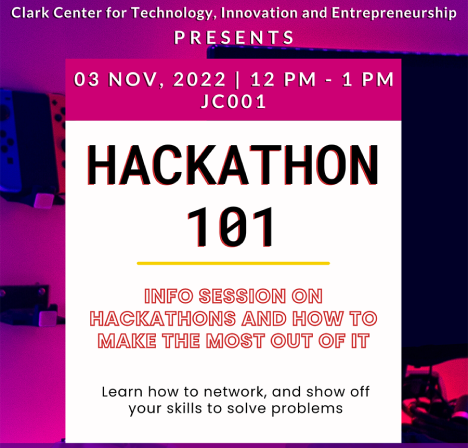 Clark Center for Technology, Innovation and Entrepreneurship
PRESENTS
03 NOV, 2022 | 12 PM - 1 PM
JC001
HACKATHON
101
INFO SESSION ON
HACKATHONS AND HOW TO
MAKE THE MOST OUT OF IT
Learn how to network, and show off
your skills to solve problems